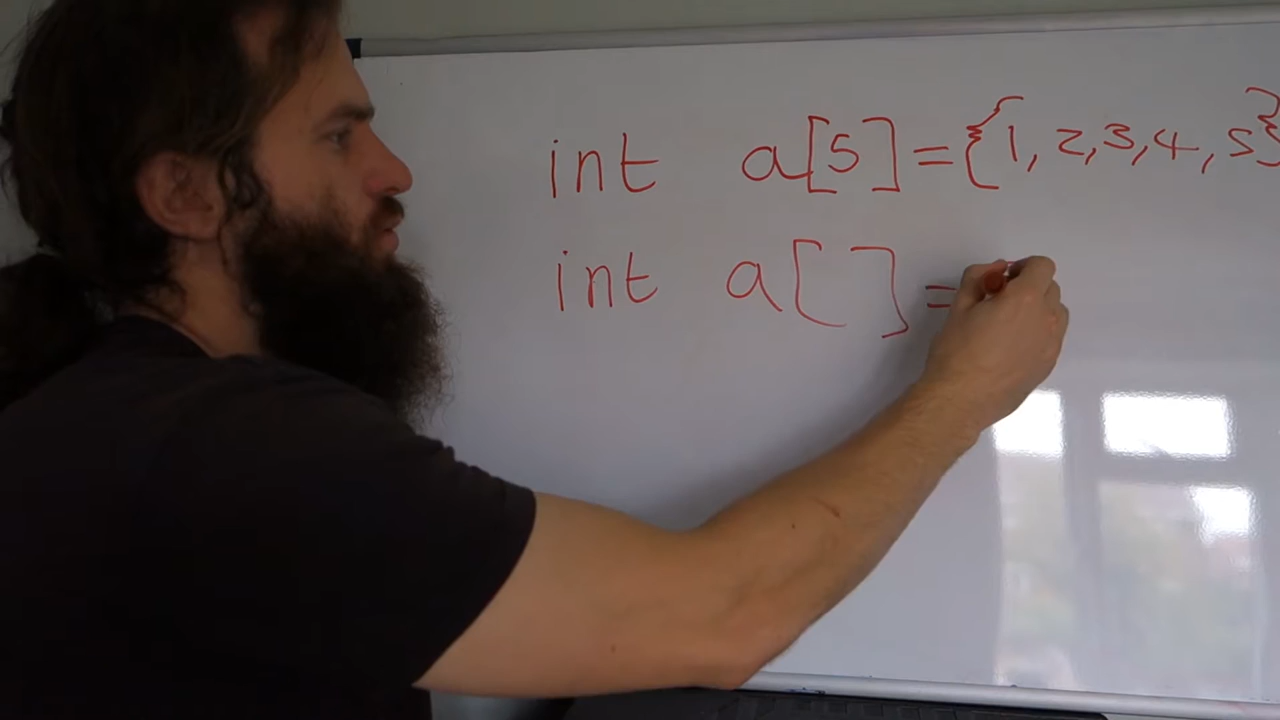 int a[5]={1,2,3,4,5}
int a[ ]=